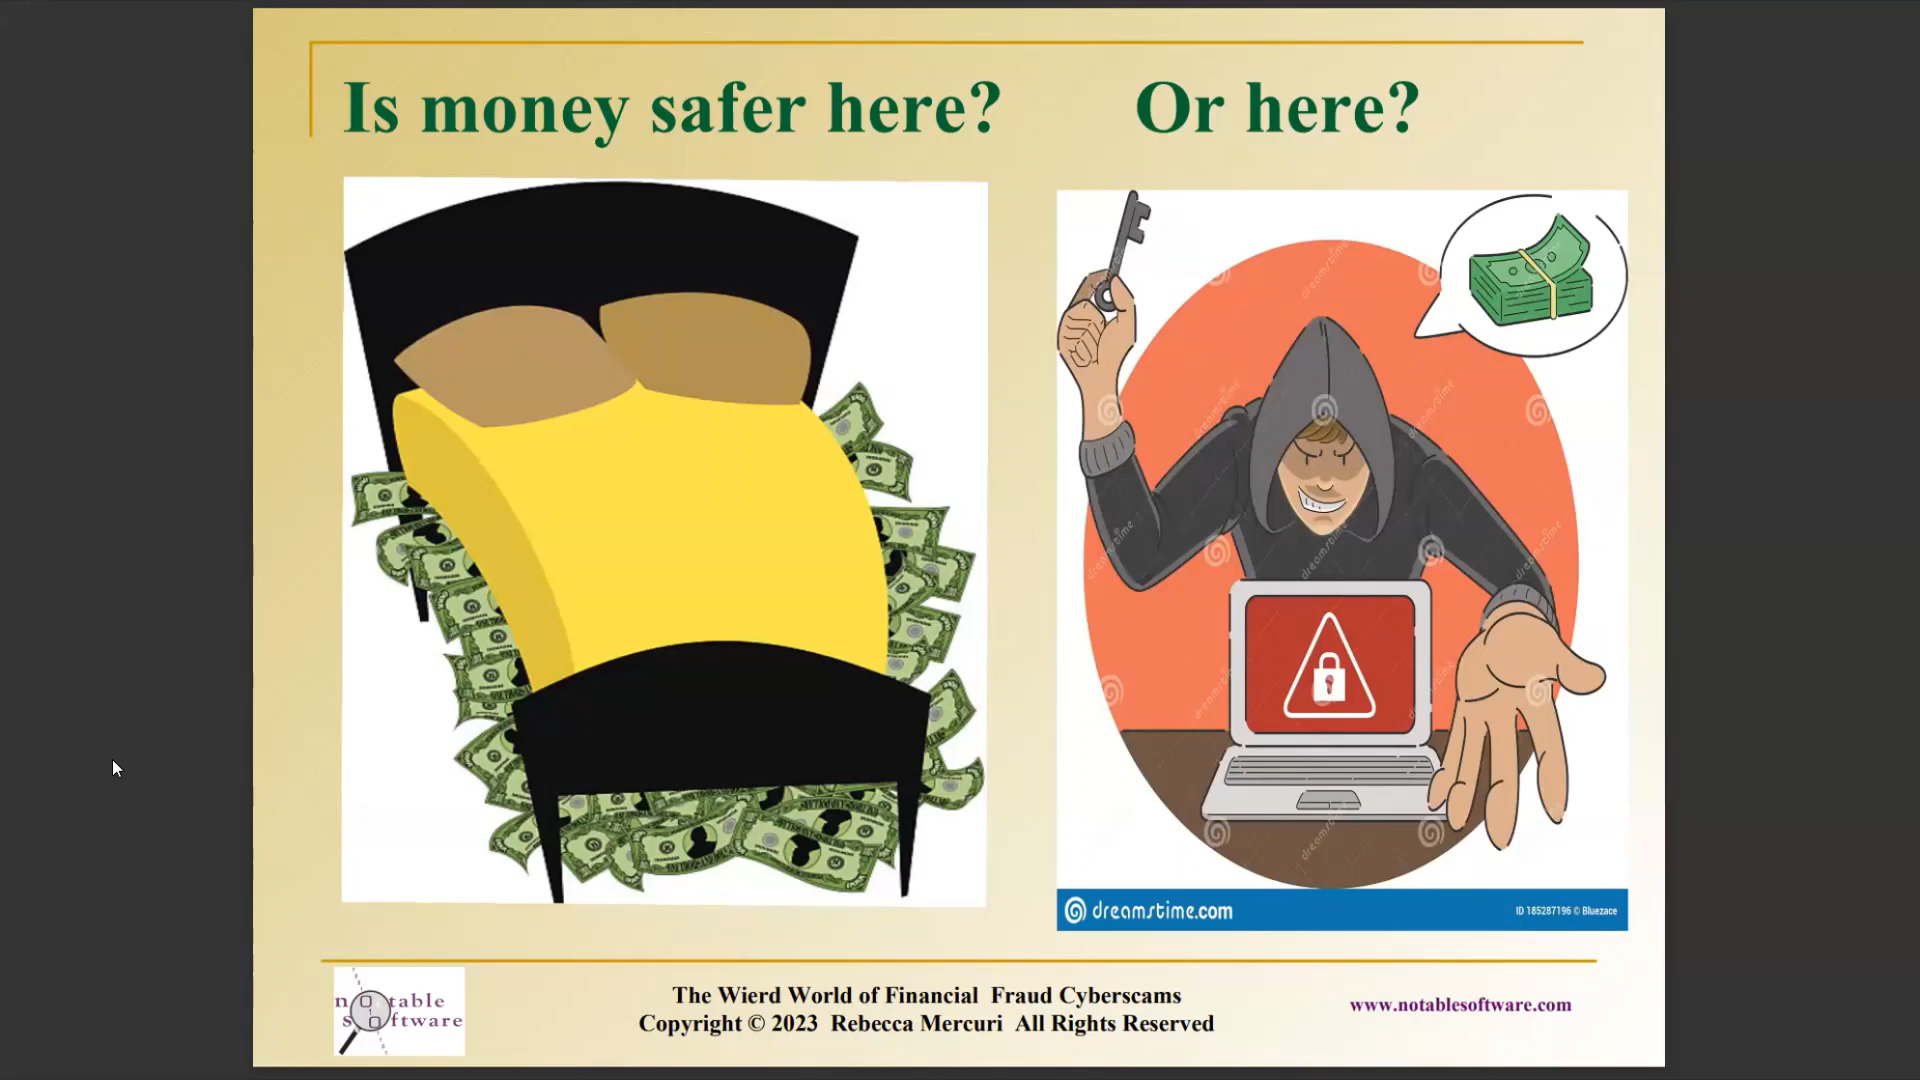 Is money safer here? Or here?
dreamstime.com
ID 185287196 © Bluezace
notable
software
The Wierd World of Financial Fraud Cyberscams
Copyright © 2023 Rebecca Mercuri All Rights Reserved
www.notablesoftware.com